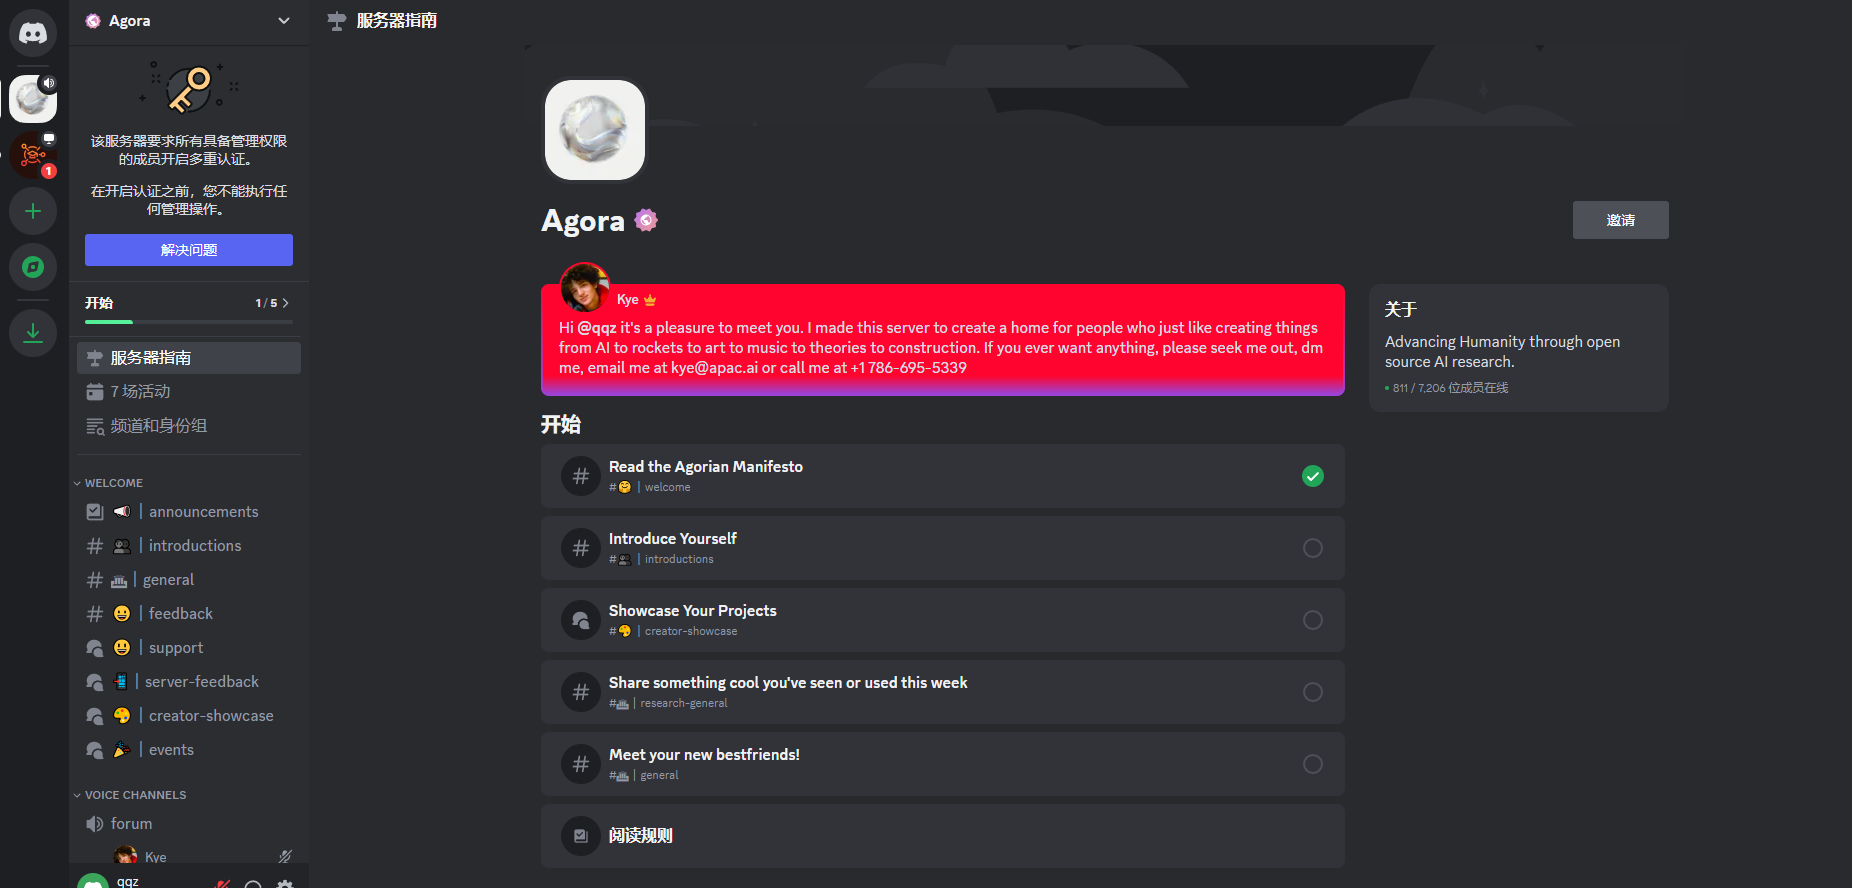 Agora
服务器指南
该服务器要求所有具备管理权限
的成员开启多重认证。
在开启认证之前，您不能执行任
何管理操作。
解决问题
开始
1 / 5
服务器指南
7 场活动
频道和身份组
WELCOME
announcements
introductions
general
feedback
support
server-feedback
creator-showcase
events
VOICE CHANNELS
forum
Kye
qqz
1
Agora
邀请
Kye
Hi @qqz it's a pleasure to meet you. I made this server to create a home for people who just like creating things
from AI to rockets to art to music to theories to construction. If you ever want anything, please seek me out, dm
me, email me at kye@apac.ai or call me at +1 786-695-5339
关于
Advancing Humanity through open
source AI research.
811 / 7,206 位成员在线
开始
Read the Agorian Manifesto
#🤗 | welcome
Introduce Yourself
#👥 | introductions
Showcase Your Projects
#🎨 | creator-showcase
Share something cool you've seen or used this week
# | research-general
Meet your new bestfriends!
# | general
阅读规则